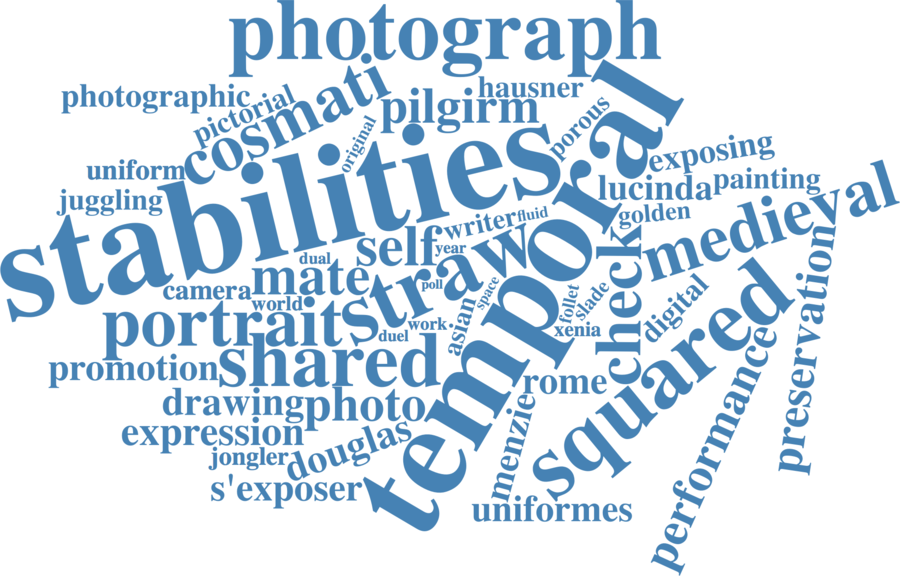 photograph
photographic
pictorial
cosmati
hausner
pilgirm
porous
original
uniform
juggling
stabilities
temporal
exposing
lucinda
painting
golden
medieval
writer
fluid
self
year
dual
mate
straw
poll
space
camera
world
portrait
duel
work
asian
foliet
slade
xenia
check
digital
squared
preservation
performance
promotion
shared
rome
menzie
drawing
photo
expression
douglas
jongler
s'exposer
uniformes